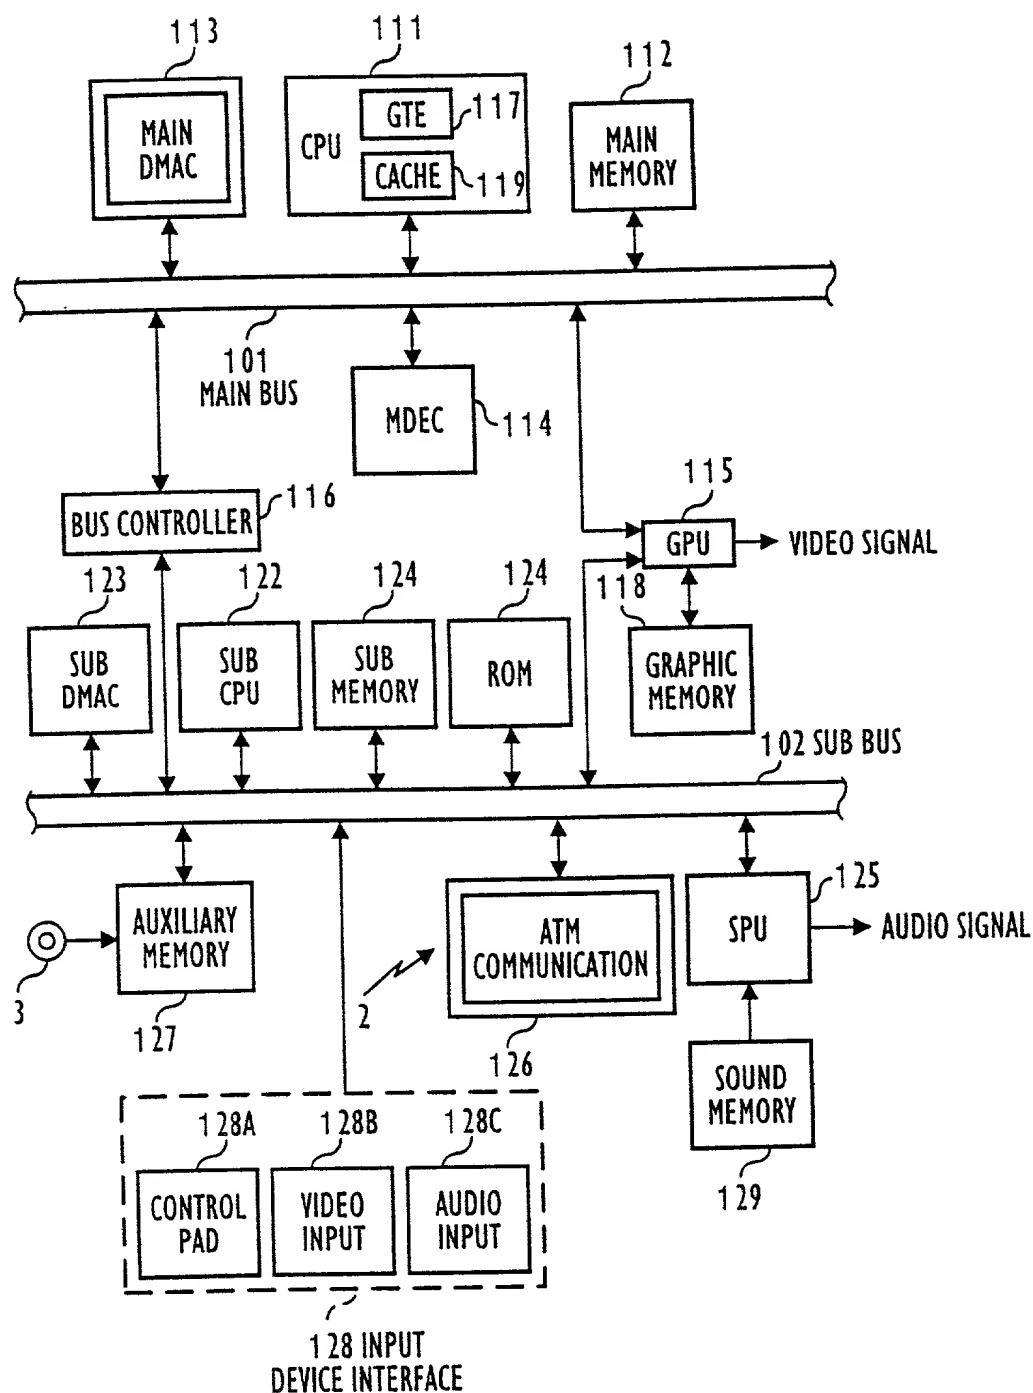 113
111
112
MAIN
DMAC
CPU
GTE
117
CACHE
119
MAIN
MEMORY
101
MAIN BUS
MDEC
114
BUS CONTROLLER
116
115
GPU
VIDEO SIGNAL
123
122
124
124
118
SUB
DMAC
SUB
CPU
SUB
MEMORY
ROM
GRAPHIC
MEMORY
102 SUB BUS
3
AUXILIARY
MEMORY
127
2
ATM
COMMUNICATION
126
SPU
125
AUDIO SIGNAL
SOUND
MEMORY
129
128A
128B
128C
CONTROL
PAD
VIDEO
INPUT
AUDIO
INPUT
128 INPUT
DEVICE INTERFACE